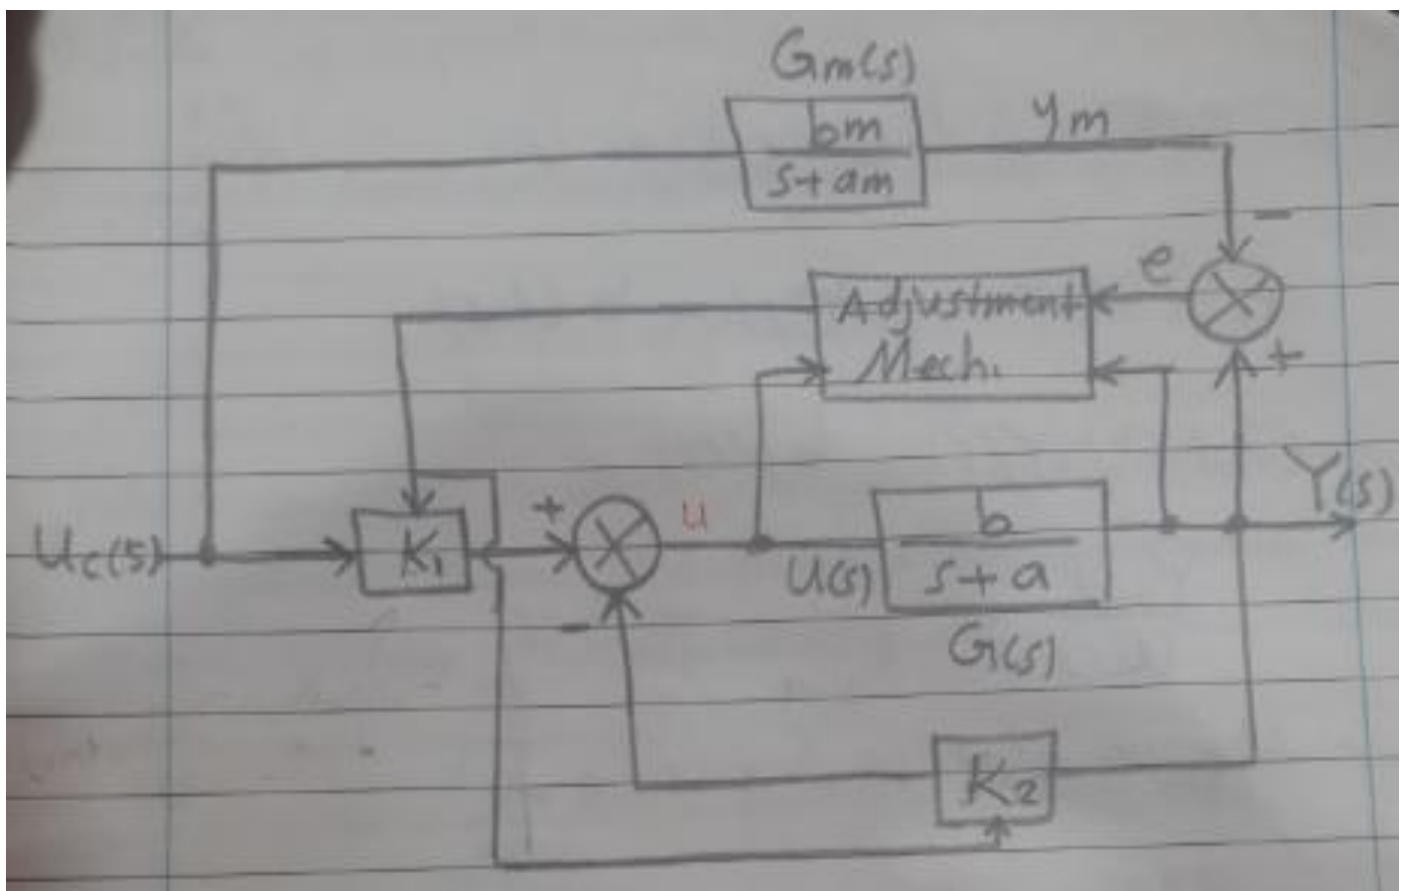 Gm(s)
bm
s+am
ym
−
e
Adjustment
Mech.
+
Y(s)
Uc(s)
K1
+
u
−
U(s)
b
s+a
G(s)
K2